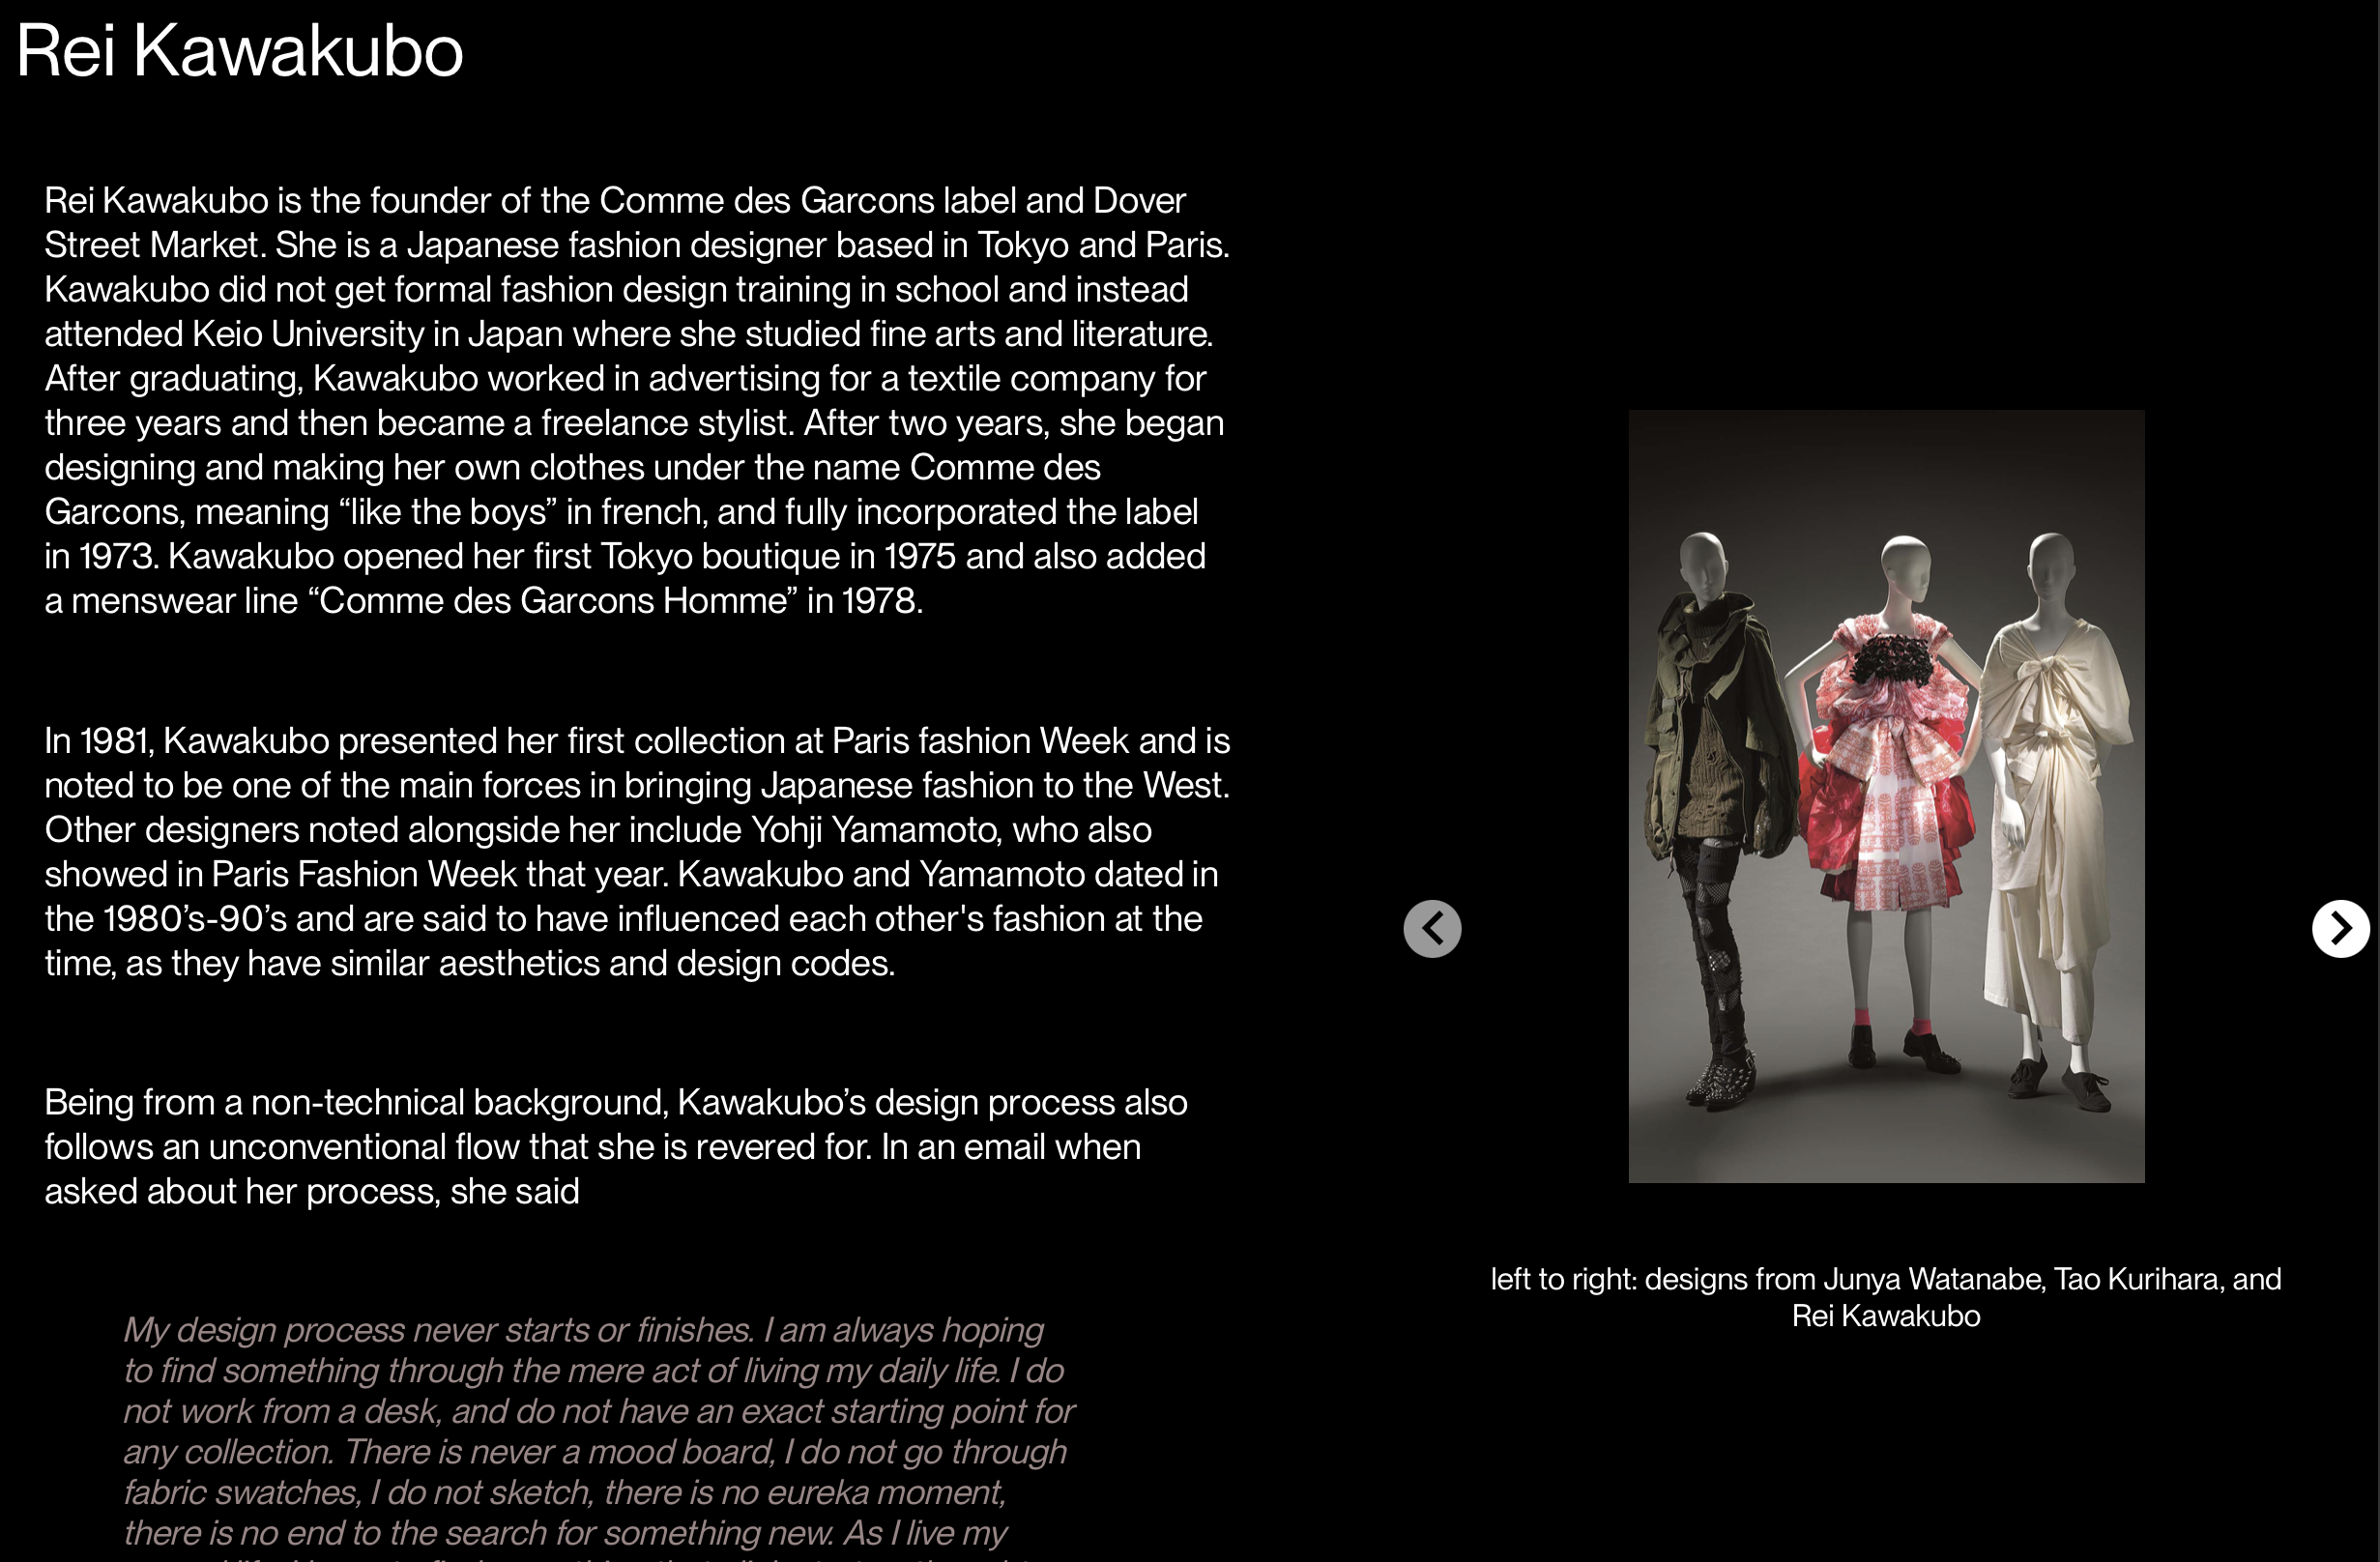 Rei Kawakubo
Rei Kawakubo is the founder of the Comme des Garcons label and Dover
Street Market. She is a Japanese fashion designer based in Tokyo and Paris.
Kawakubo did not get formal fashion design training in school and instead
attended Keio University in Japan where she studied fine arts and literature.
After graduating, Kawakubo worked in advertising for a textile company for
three years and then became a freelance stylist. After two years, she began
designing and making her own clothes under the name Comme des
Garcons, meaning “like the boys” in french, and fully incorporated the label
in 1973. Kawakubo opened her first Tokyo boutique in 1975 and also added
a menswear line “Comme des Garcons Homme” in 1978.
In 1981, Kawakubo presented her first collection at Paris fashion Week and is
noted to be one of the main forces in bringing Japanese fashion to the West.
Other designers noted alongside her include Yohji Yamamoto, who also
showed in Paris Fashion Week that year. Kawakubo and Yamamoto dated in
the 1980’s-90’s and are said to have influenced each other's fashion at the
time, as they have similar aesthetics and design codes.
Being from a non-technical background, Kawakubo’s design process also
follows an unconventional flow that she is revered for. In an email when
asked about her process, she said
My design process never starts or finishes. I am always hoping
to find something through the mere act of living my daily life. I do
not work from a desk, and do not have an exact starting point for
any collection. There is never a mood board, I do not go through
fabric swatches, I do not sketch, there is no eureka moment,
there is no end to the search for something new. As I live my
left to right: designs from Junya Watanabe, Tao Kurihara, and
Rei Kawakubo